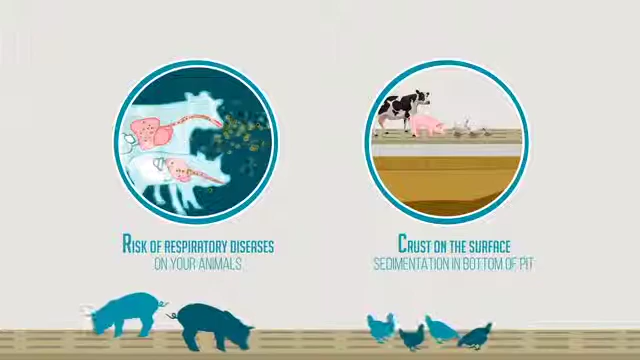 Risk of respiratory diseases
on your animals
Crust on the surface
sedimentation in bottom of pit